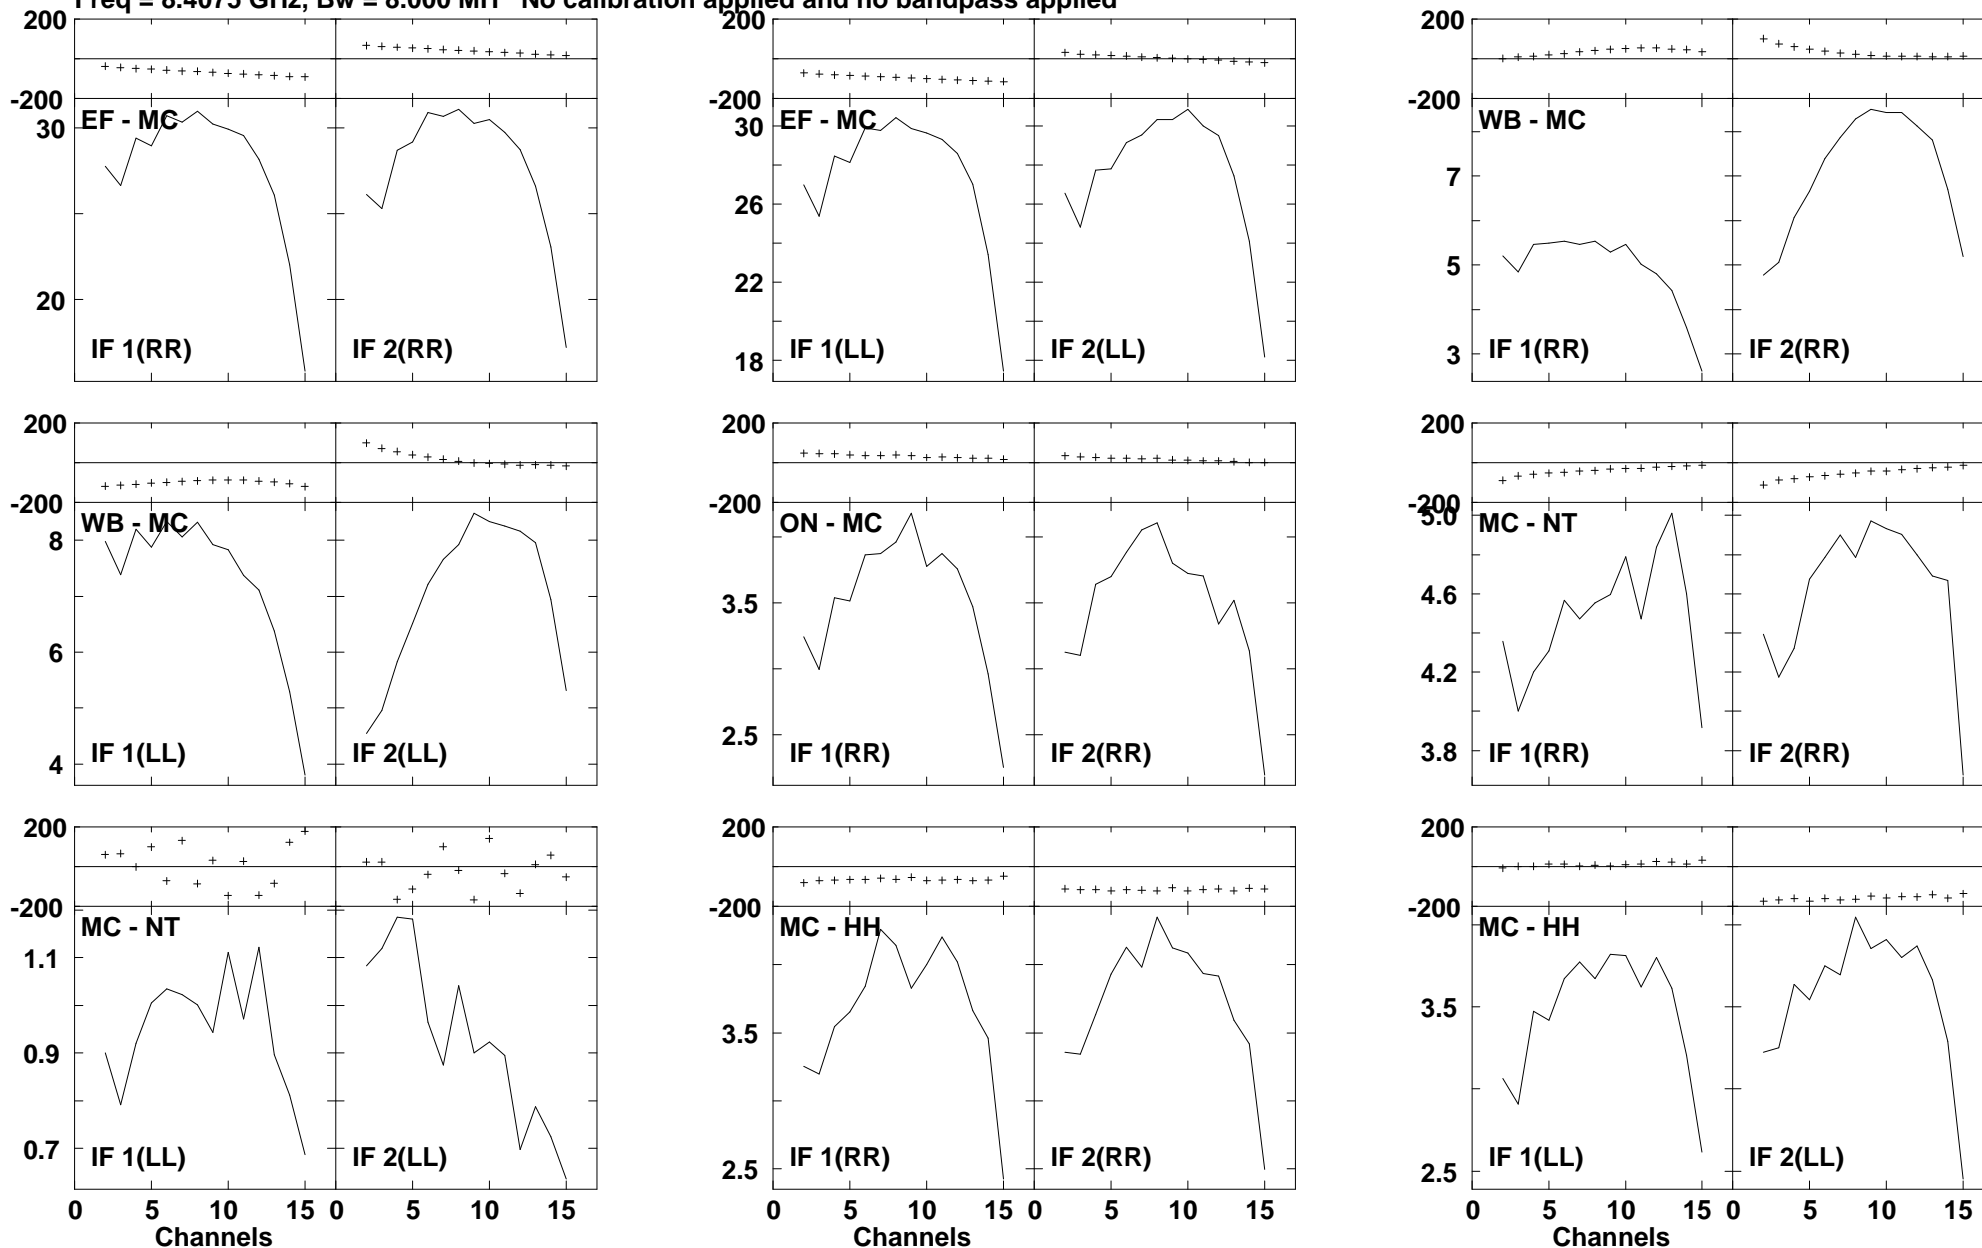 Freq = 8.4075 GHz, Bw = 8.000 MH No calibration applied and no bandpass applied
200
-200
EF - MC
30
20
IF 1(RR)
IF 2(RR)
EF - MC
30
26
22
18
IF 1(LL)
IF 2(LL)
200
-200
WB - MC
7
5
3
IF 1(RR)
IF 2(RR)
200
-200
WB - MC
8
6
4
IF 1(LL)
IF 2(LL)
200
-200
ON - MC
3.5
2.5
IF 1(RR)
IF 2(RR)
200
-200
MC - NT
5.0
4.6
4.2
3.8
IF 1(RR)
IF 2(RR)
200
-200
MC - NT
1.1
0.9
0.7
IF 1(LL)
IF 2(LL)
0 5 10 15 0 5 10 15
Channels
200
-200
MC - HH
3.5
2.5
IF 1(RR)
IF 2(RR)
0 5 10 15 0 5 10 15
Channels
200
-200
MC - HH
3.5
2.5
IF 1(LL)
IF 2(LL)
0 5 10 15 0 5 10 15
Channels